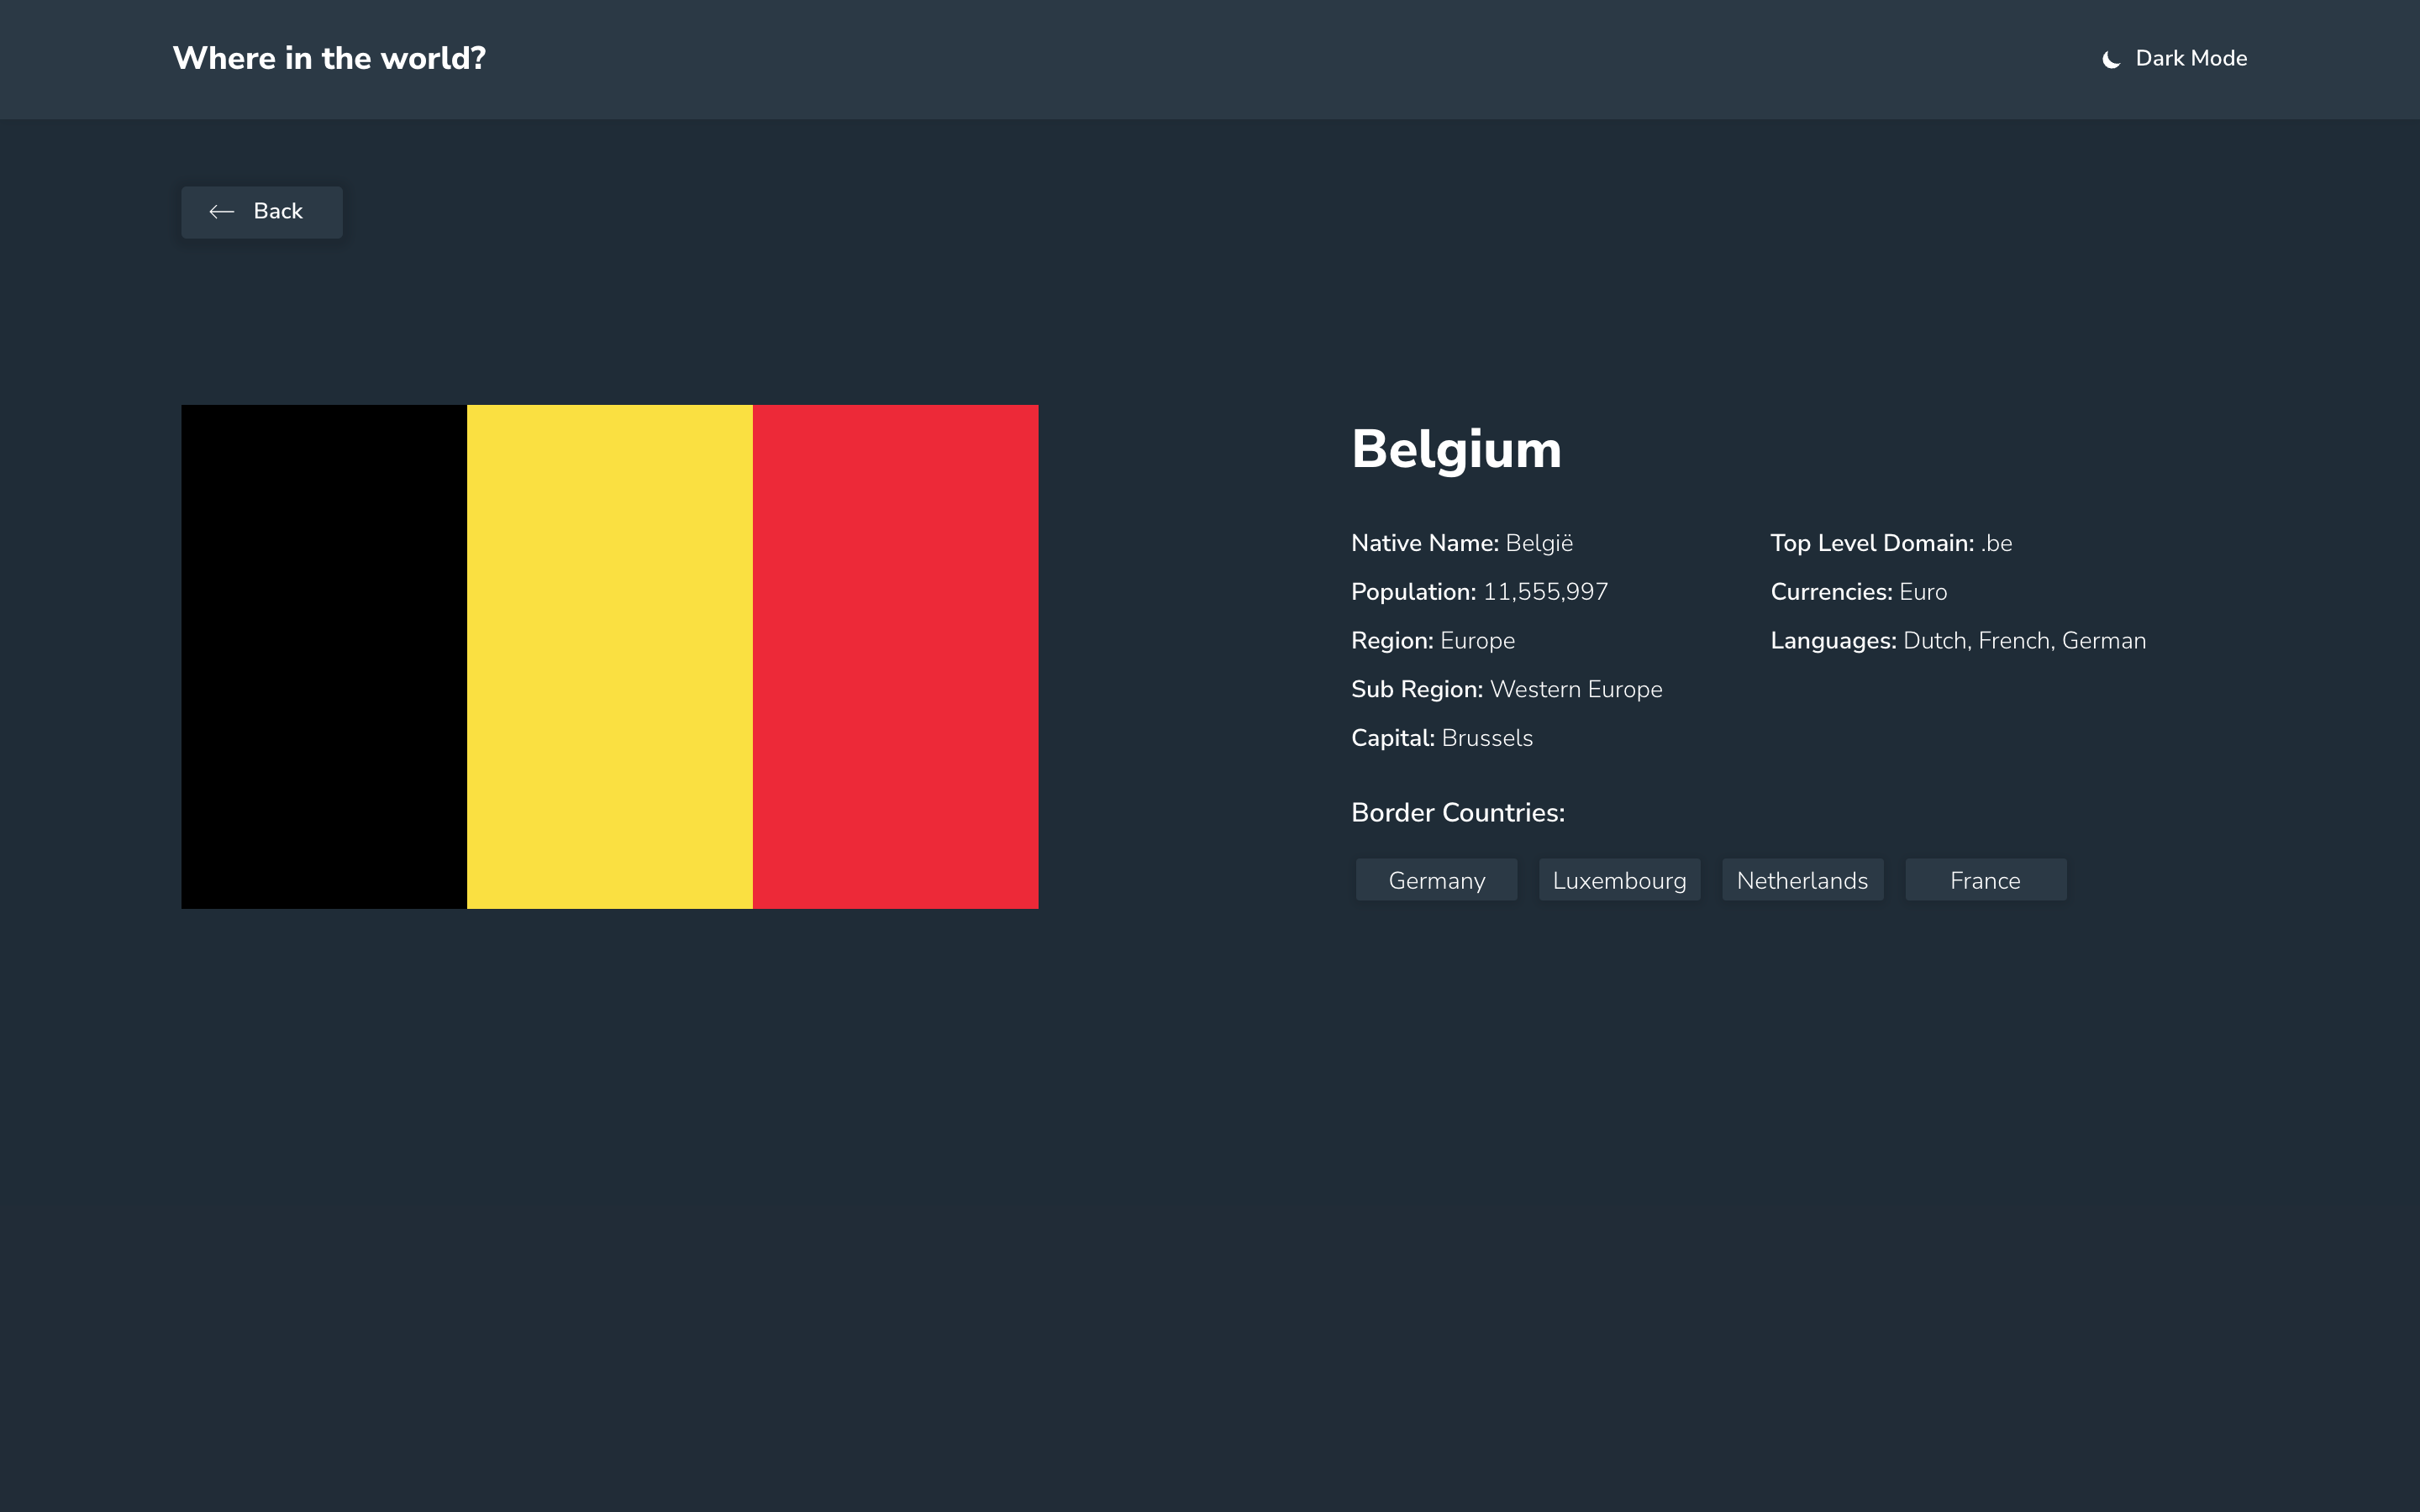 Where in the world?
Dark Mode
Back
Belgium
Native Name: België
Population: 11,555,997
Region: Europe
Sub Region: Western Europe
Capital: Brussels
Top Level Domain: .be
Currencies: Euro
Languages: Dutch, French, German
Border Countries:
Germany
Luxembourg
Netherlands
France